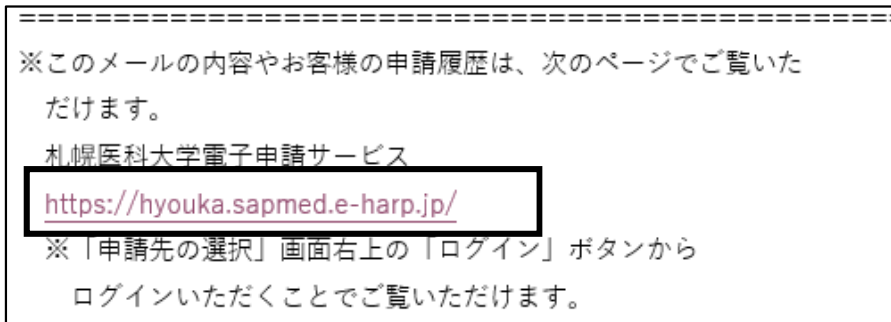 ==================================================
※このメールの内容やお客様の申請履歴は、次のページでご覧いた
だけます。
札幌医科大学電子申請サービス
https://hyouka.sapmed.e-harp.jp/
※「申請先の選択」画面右上の「ログイン」ボタンから
ログインいただくことでご覧いただけます。